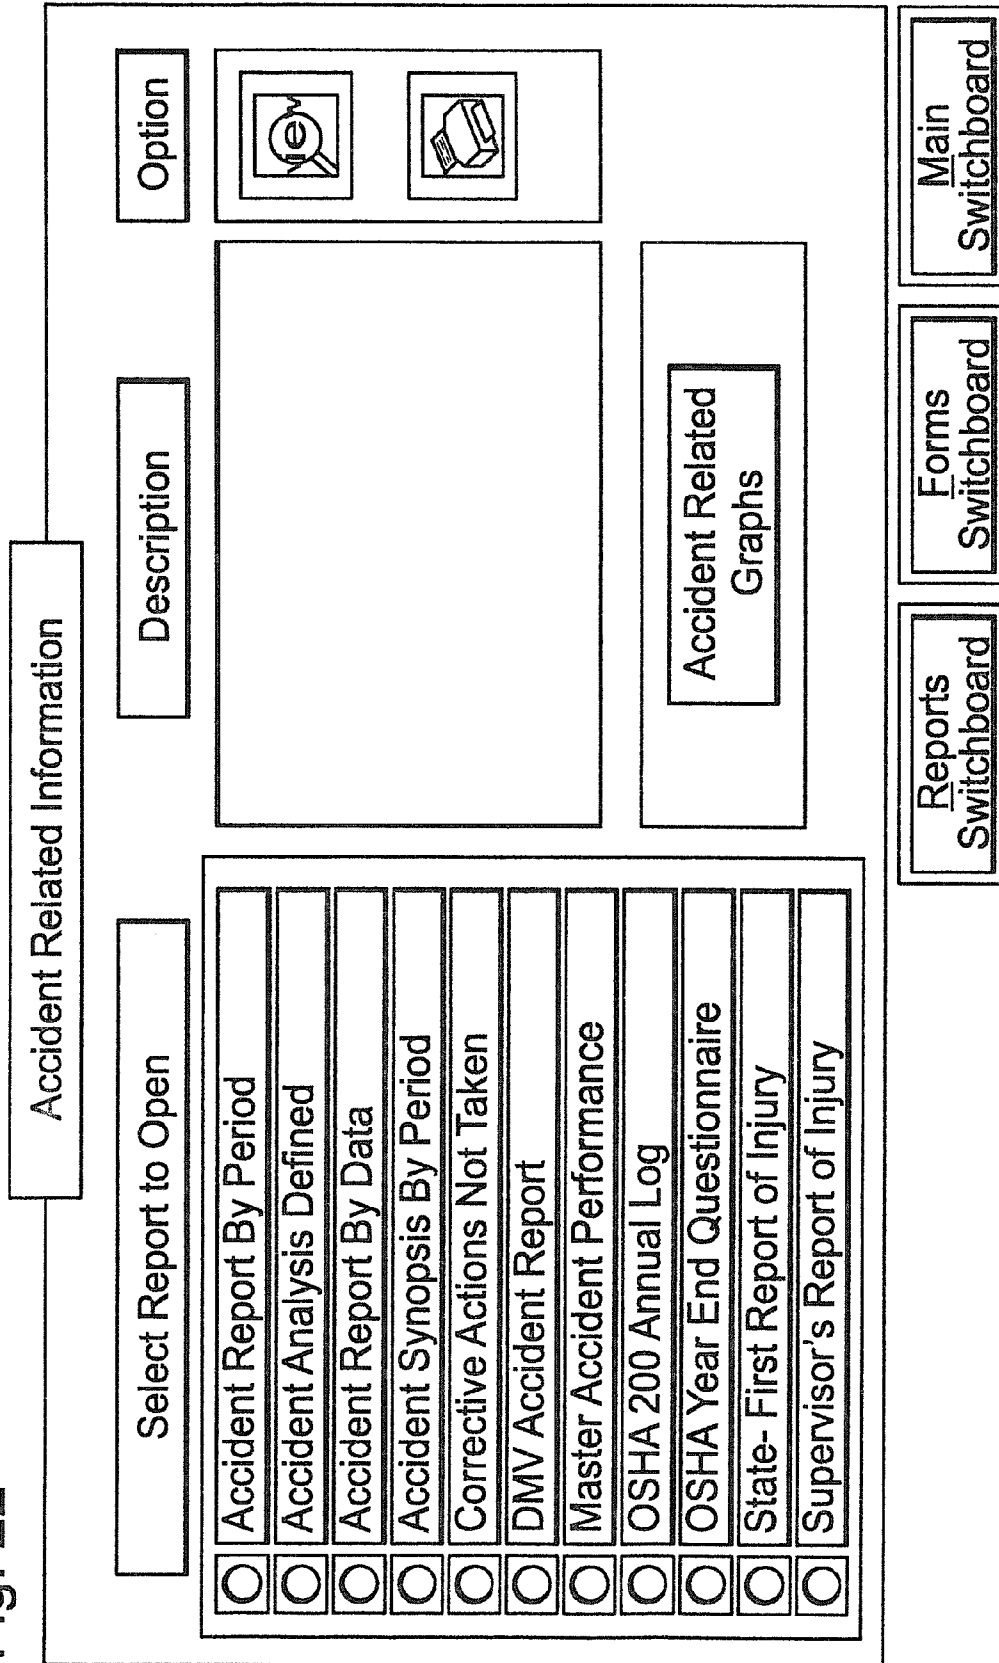 Fig. 22
Accident Related Information
Select Report to Open
Description
Option
Accident Report By Period
Accident Analysis Defined
Accident Report By Data
Accident Synopsis By Period
Corrective Actions Not Taken
DMV Accident Report
Master Accident Performance
OSHA 200 Annual Log
OSHA Year End Questionnaire
State- First Report of Injury
Supervisor's Report of Injury
view
Accident Related
Graphs
Reports
Switchboard
Forms
Switchboard
Main
Switchboard